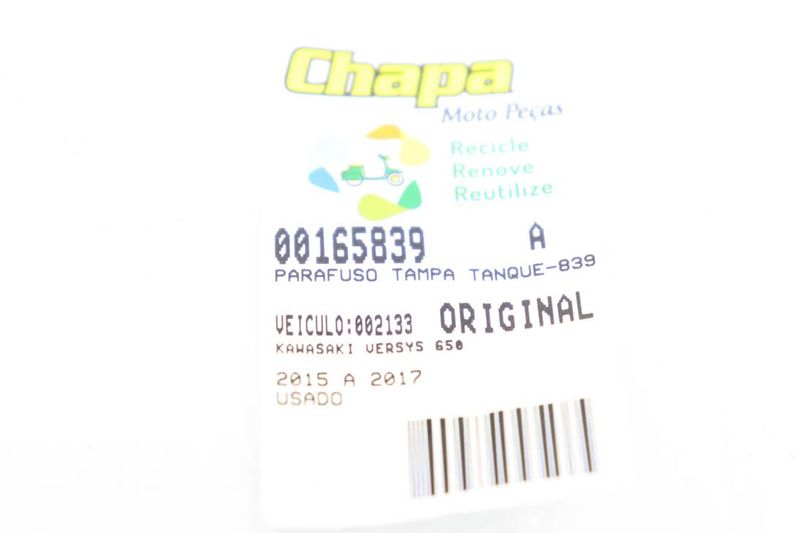 Chapa
Moto Peças
Recicle
Renove
Reutilize
00165839 A
PARAFUSO TAMPA TANQUE-839
VEICULO:002133 ORIGINAL
KAWASAKI VERSYS 650
2015 A 2017
USADO